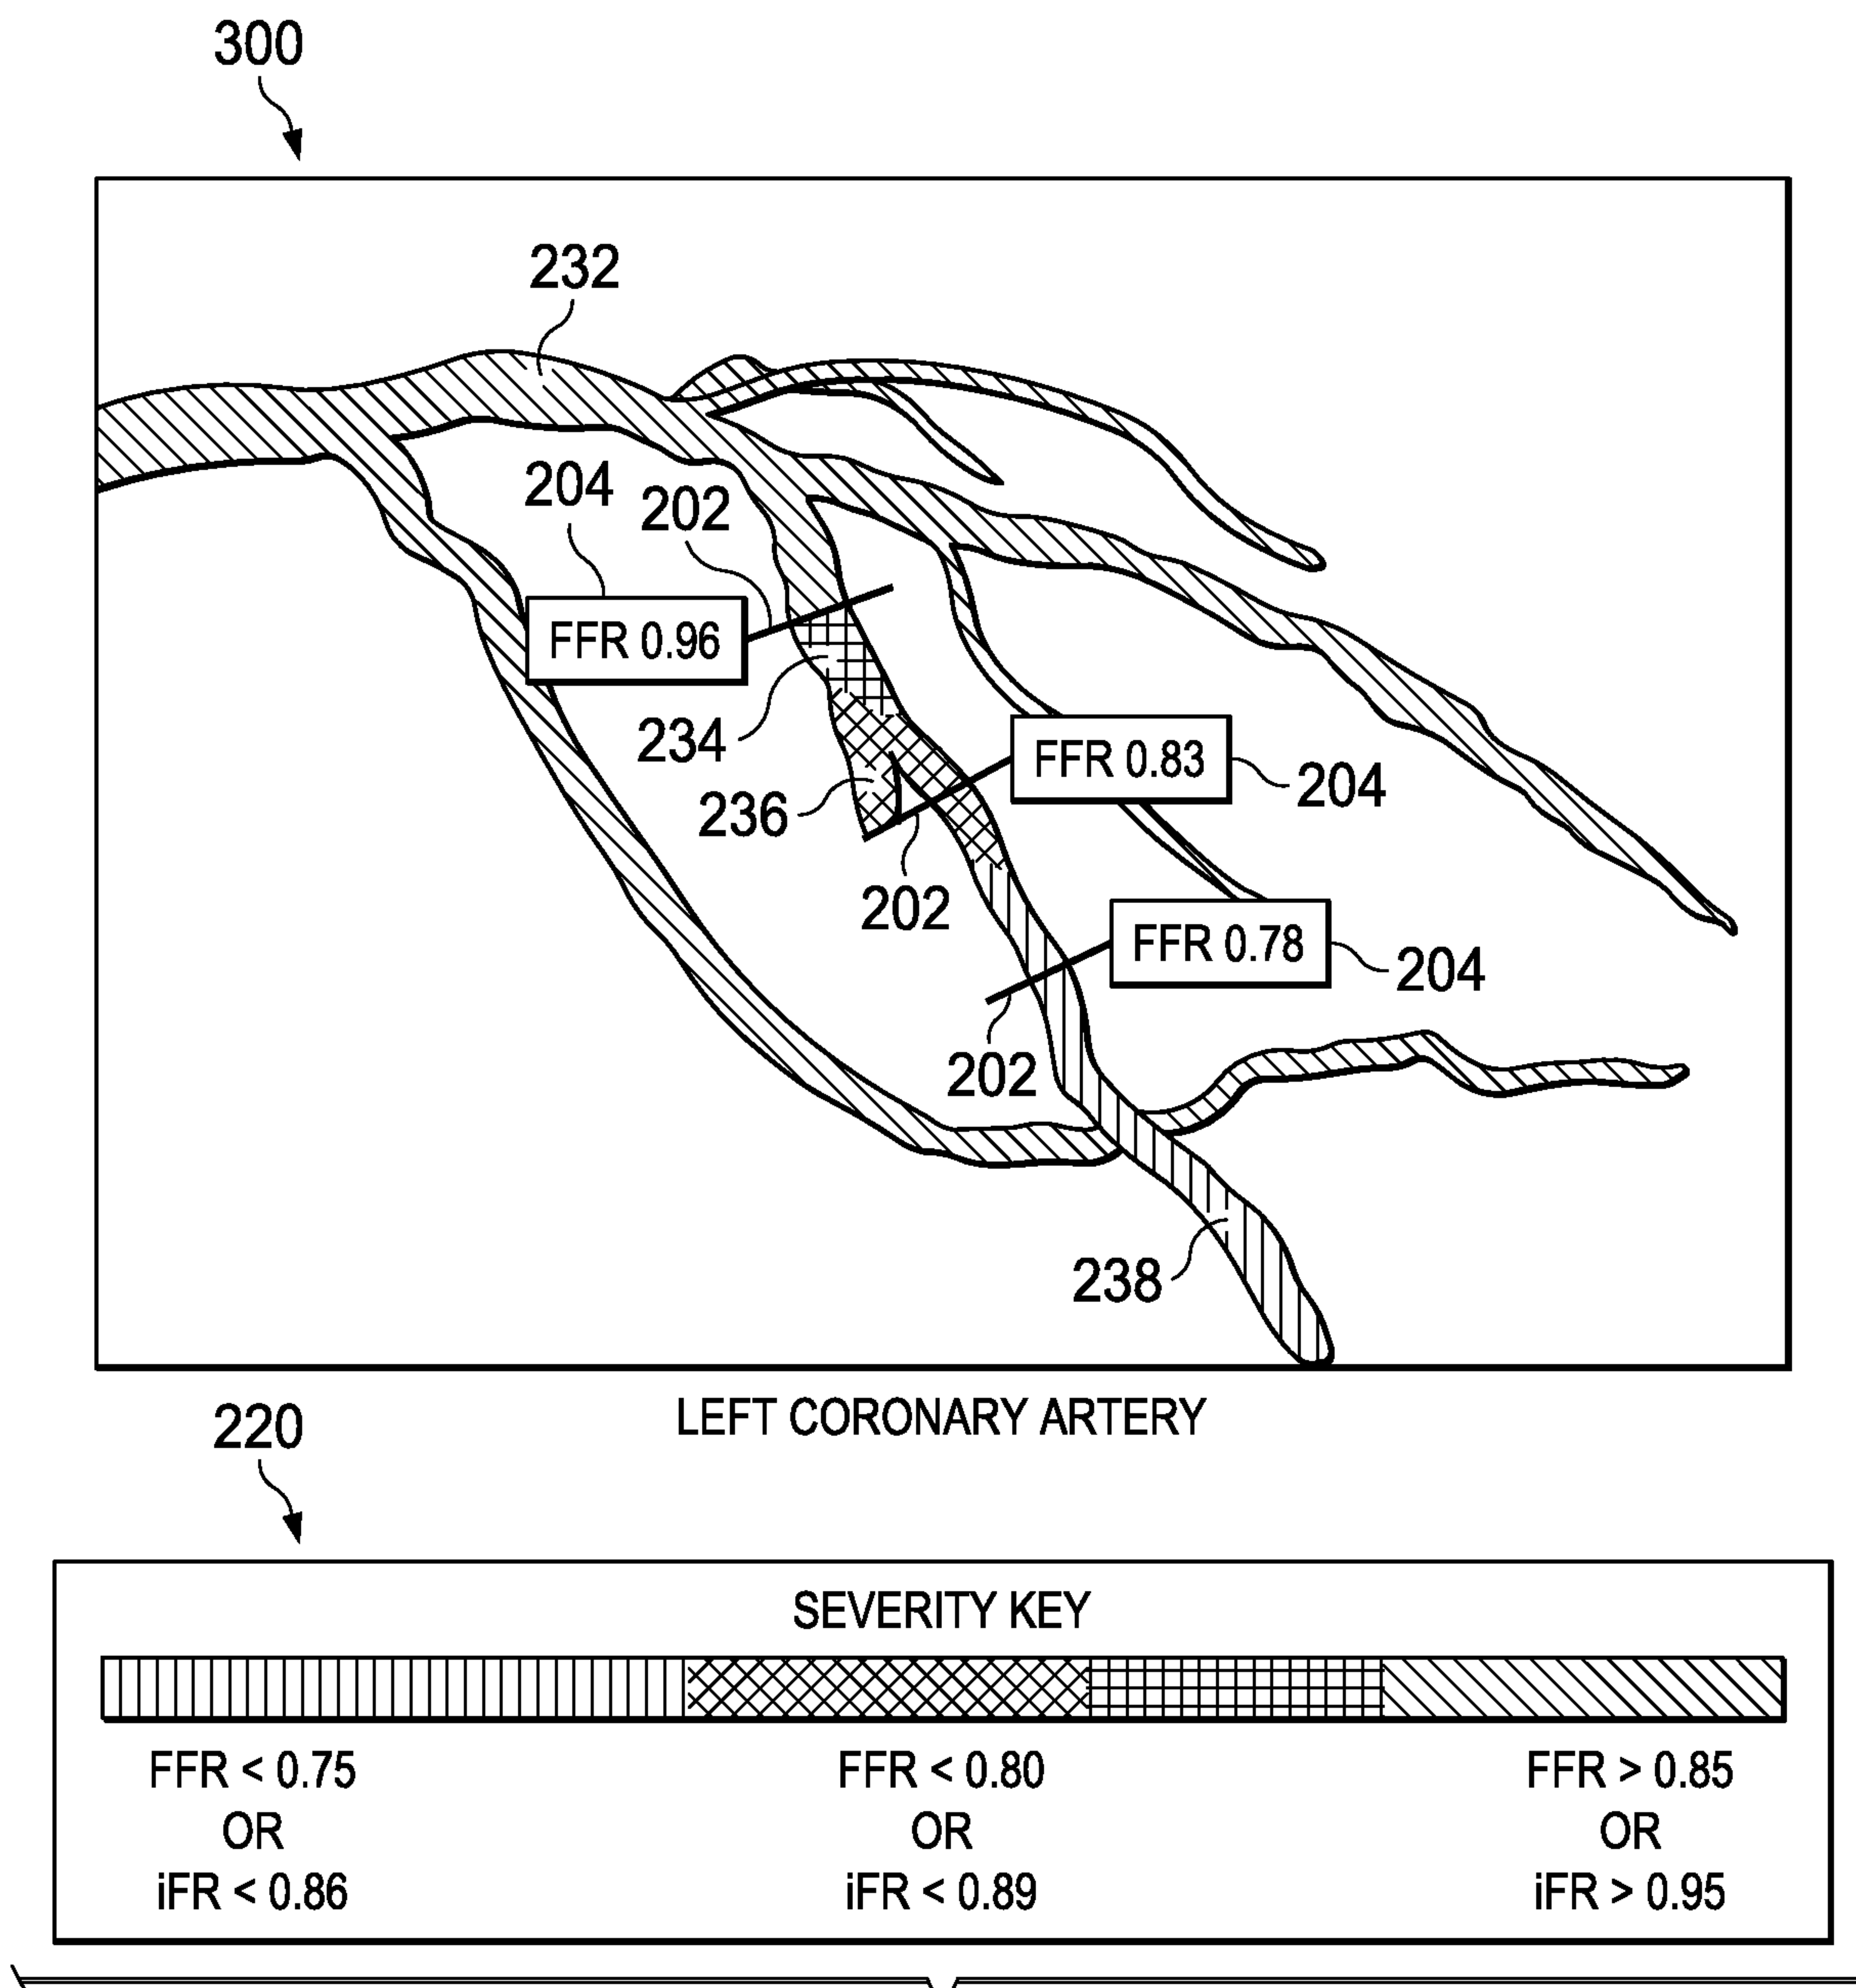 300
232
204
202
FFR 0.96
234
FFR 0.83
204
236
202
FFR 0.78
204
202
238
LEFT CORONARY ARTERY
220
SEVERITY KEY
FFR < 0.75 FFR < 0.80 FFR > 0.85
OR OR OR
iFR < 0.86 iFR < 0.89 iFR > 0.95